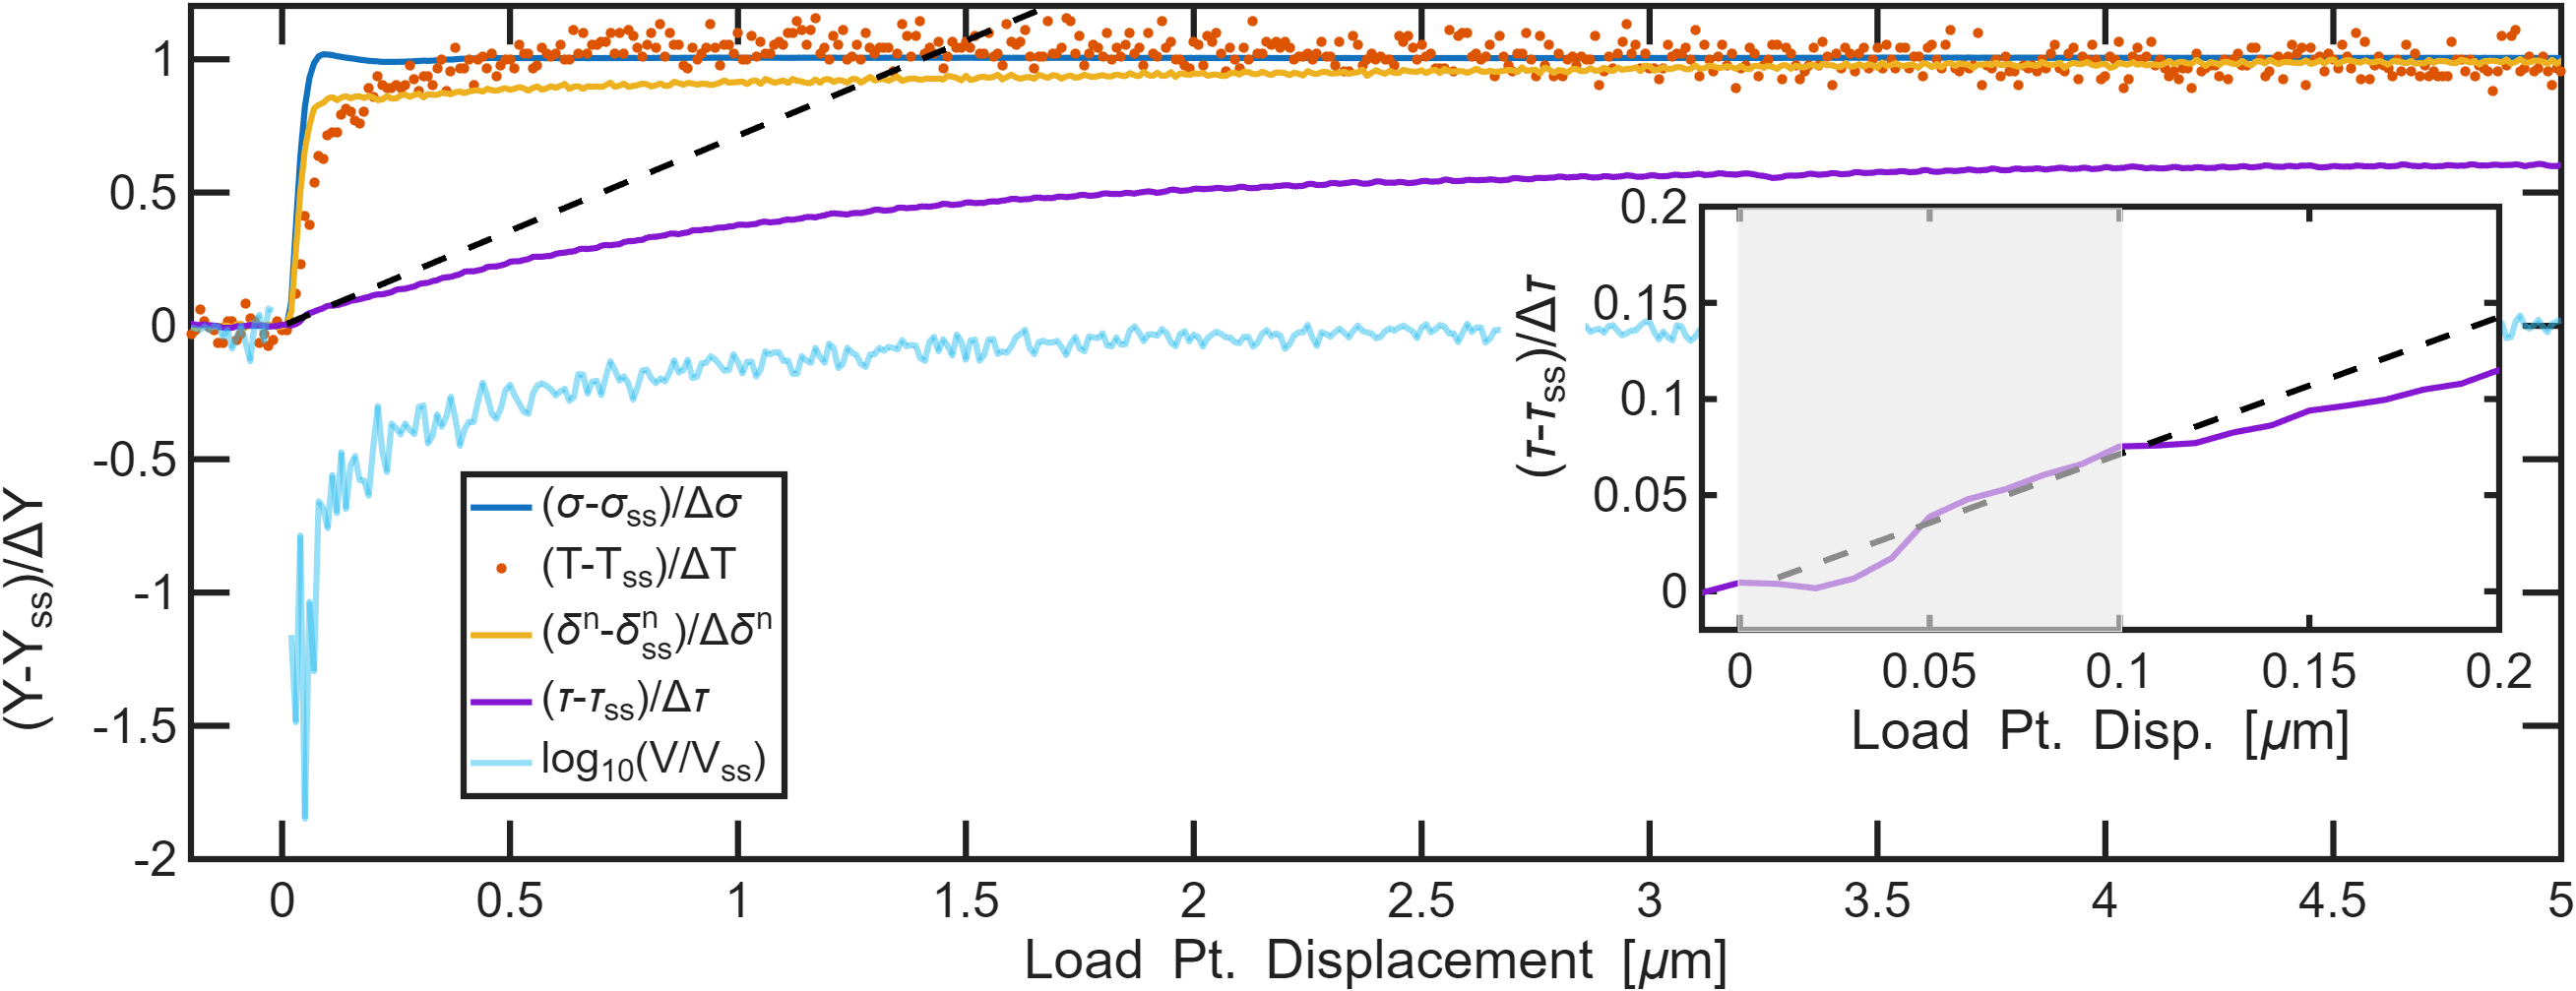 (Y-Yss)/ΔY
1
0.5
0
-0.5
-1
-1.5
-2
0 0.5 1 1.5 2 2.5 3 3.5 4 4.5 5
Load Pt. Displacement [μm]
(σ-σss)/Δσ
(T-Tss)/ΔT
(δⁿ-δⁿss)/Δδⁿ
(τ-τss)/Δτ
log₁₀(V/Vss)
(τ-τss)/Δτ
0.2
0.15
0.1
0.05
0
0 0.05 0.1 0.15 0.2
Load Pt. Disp. [μm]